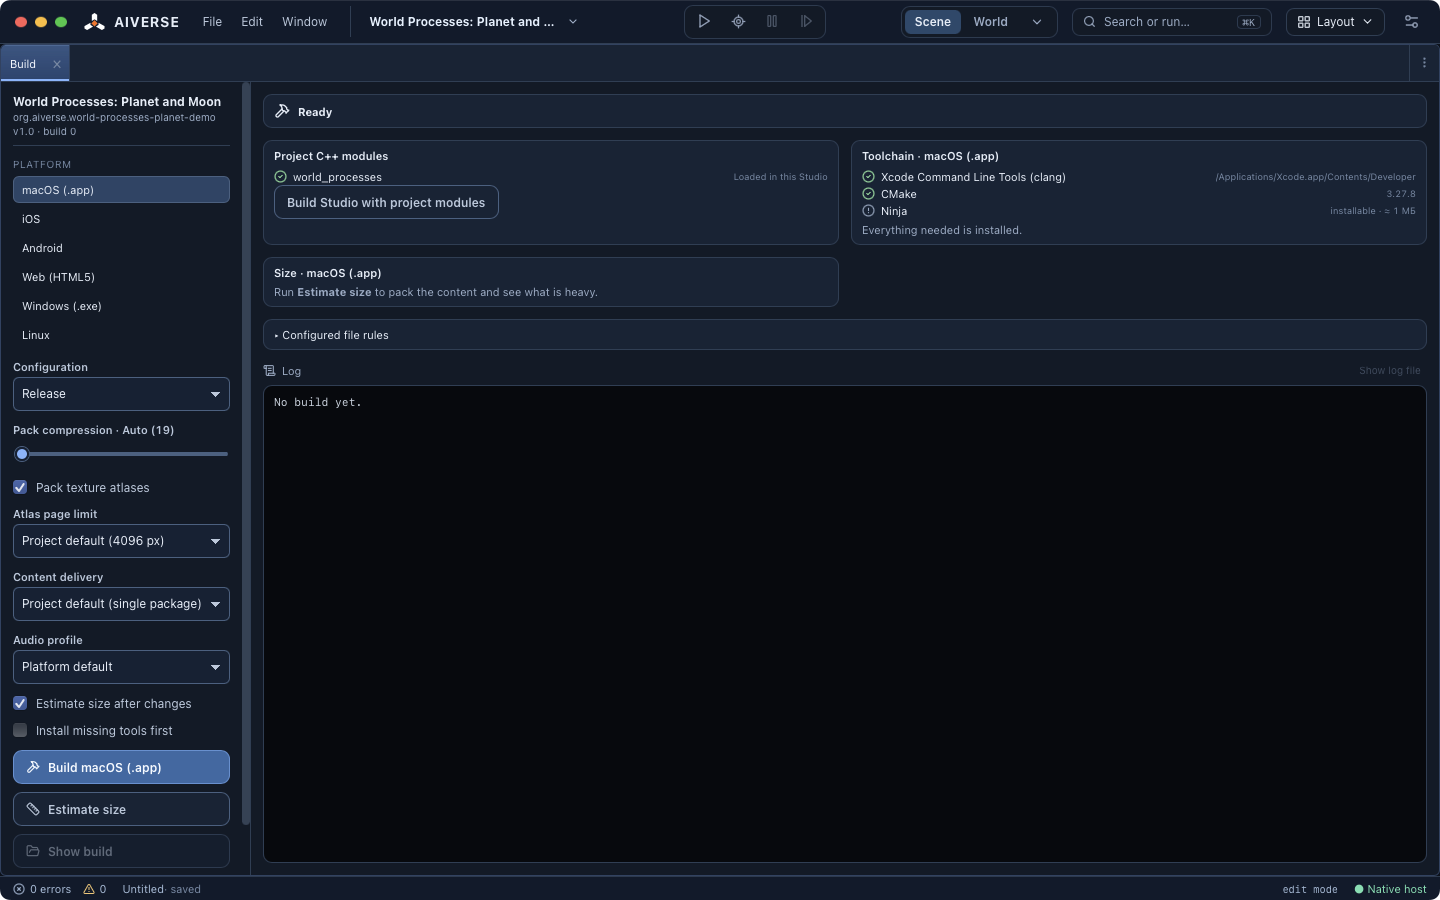 AIVERSE File Edit Window World Processes: Planet and ... Scene World Search or run... ⌘K Layout
Build
World Processes: Planet and Moon
org.aiverse.world-processes-planet-demo
v1.0 · build 0
PLATFORM
macOS (.app)
iOS
Android
Web (HTML5)
Windows (.exe)
Linux
Configuration
Release
Pack compression · Auto (19)
Pack texture atlases
Atlas page limit
Project default (4096 px)
Content delivery
Project default (single package)
Audio profile
Platform default
Estimate size after changes
Install missing tools first
Build macOS (.app)
Estimate size
Show build
Ready
Project C++ modules
world_processes Loaded in this Studio
Build Studio with project modules
Toolchain · macOS (.app)
Xcode Command Line Tools (clang) /Applications/Xcode.app/Contents/Developer
CMake 3.27.8
Ninja installable · ≈ 1 МБ
Everything needed is installed.
Size · macOS (.app)
Run Estimate size to pack the content and see what is heavy.
Configured file rules
Log Show log file
No build yet.
0 errors 0 Untitled · saved edit mode Native host